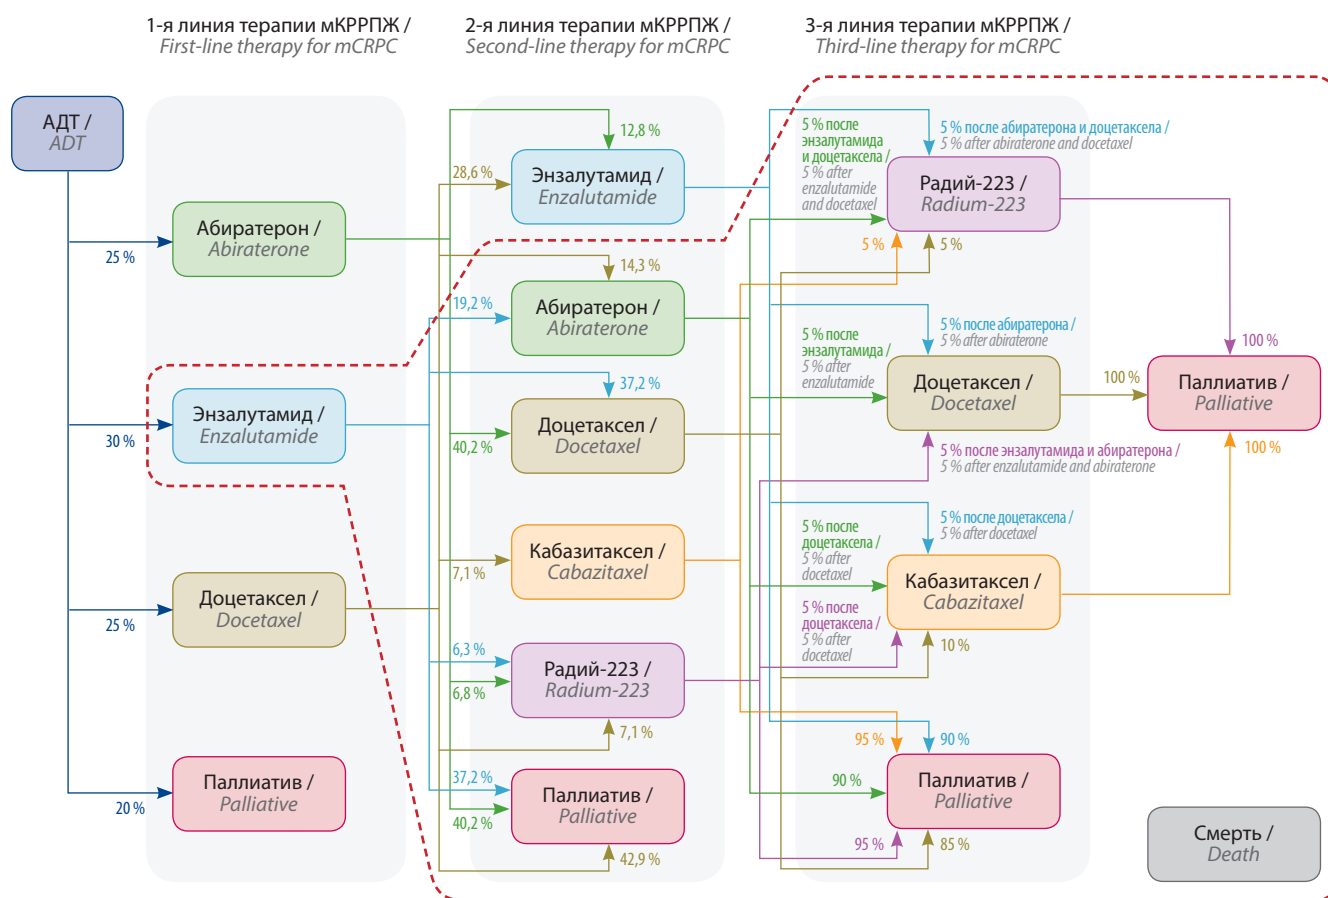 1-я линия терапии мКРРПЖ /
First-line therapy for mCRPC
2-я линия терапии мКРРПЖ /
Second-line therapy for mCRPC
3-я линия терапии мКРРПЖ /
Third-line therapy for mCRPC
АДТ /
ADT
25 %
30 %
25 %
20 %
Абиратерон /
Abiraterone
Энзалутамид /
Enzalutamide
Доцетаксел /
Docetaxel
Паллиатив /
Palliative
12,8 %
28,6 %
Энзалутамид /
Enzalutamide
14,3 %
19,2 %
Абиратерон /
Abiraterone
37,2 %
40,2 %
Доцетаксел /
Docetaxel
7,1 %
Кабазитаксел /
Cabazitaxel
6,3 %
6,8 %
Радий-223 /
Radium-223
7,1 %
37,2 %
40,2 %
Паллиатив /
Palliative
42,9 %
5 % после
энзалутамида
и доцетаксела /
5 % after
enzalutamide
and docetaxel
5 % после абиратерона и доцетаксела /
5 % after abiraterone and docetaxel
Радий-223 /
Radium-223
5 %
5 %
5 % после
энзалутамида /
5 % after
enzalutamide
5 % после абиратерона /
5 % after abiraterone
Доцетаксел /
Docetaxel
5 % после энзалутамида и абиратерона /
5 % after enzalutamide and abiraterone
5 % после
доцетаксела /
5 % after
docetaxel
5 % после доцетаксела /
5 % after docetaxel
Кабазитаксел /
Cabazitaxel
5 % после
доцетаксела /
5 % after
docetaxel
10 %
95 %
90 %
90 %
Паллиатив /
Palliative
95 %
85 %
100 %
100 %
Паллиатив /
Palliative
100 %
Смерть /
Death